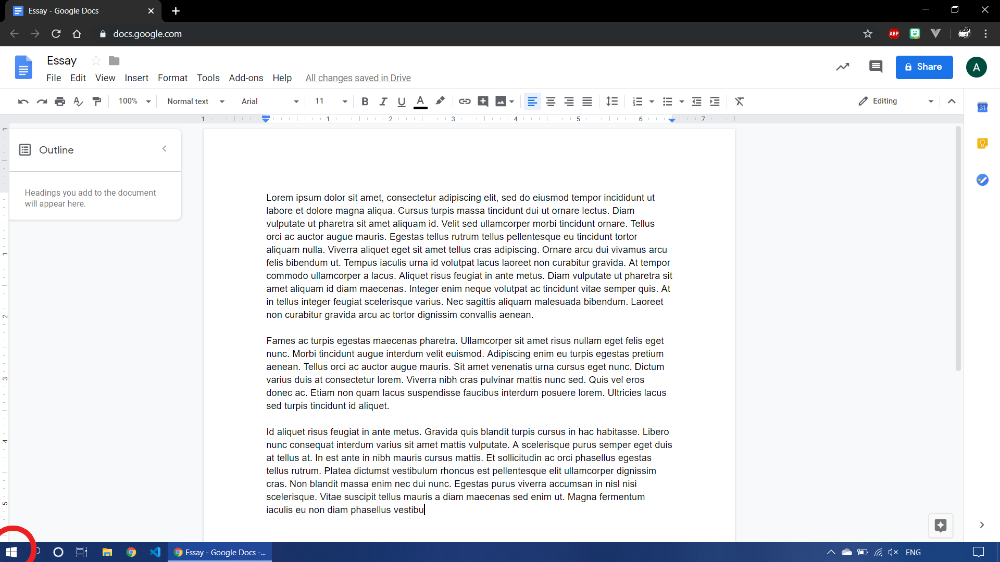 Essay - Google Docs
docs.google.com
ABP
Essay
File Edit View Insert Format Tools Add-ons Help All changes saved in Drive
Share
A
100% Normal text Arial 11 B I U A Editing
31
1 1 2 3 4 5 6 7
1
Outline
Headings you add to the document
will appear here.
Lorem ipsum dolor sit amet, consectetur adipiscing elit, sed do eiusmod tempor incididunt ut
labore et dolore magna aliqua. Cursus turpis massa tincidunt dui ut ornare lectus. Diam
vulputate ut pharetra sit amet aliquam id. Velit sed ullamcorper morbi tincidunt ornare. Tellus
orci ac auctor augue mauris. Egestas tellus rutrum tellus pellentesque eu tincidunt tortor
aliquam nulla. Viverra aliquet eget sit amet tellus cras adipiscing. Ornare arcu dui vivamus arcu
felis bibendum ut. Tempus iaculis urna id volutpat lacus laoreet non curabitur gravida. At tempor
commodo ullamcorper a lacus. Aliquet risus feugiat in ante metus. Diam vulputate ut pharetra sit
amet aliquam id diam maecenas. Integer enim neque volutpat ac tincidunt vitae semper quis. At
in tellus integer feugiat scelerisque varius. Nec sagittis aliquam malesuada bibendum. Laoreet
non curabitur gravida arcu ac tortor dignissim convallis aenean.
Fames ac turpis egestas maecenas pharetra. Ullamcorper sit amet risus nullam eget felis eget
nunc. Morbi tincidunt augue interdum velit euismod. Adipiscing enim eu turpis egestas pretium
aenean. Tellus orci ac auctor augue mauris. Sit amet venenatis urna cursus eget nunc. Dictum
varius duis at consectetur lorem. Viverra nibh cras pulvinar mattis nunc sed. Quis vel eros
donec ac. Etiam non quam lacus suspendisse faucibus interdum posuere lorem. Ultricies lacus
sed turpis tincidunt id aliquet.
Id aliquet risus feugiat in ante metus. Gravida quis blandit turpis cursus in hac habitasse. Libero
nunc consequat interdum varius sit amet mattis vulputate. A scelerisque purus semper eget duis
at tellus at. In est ante in nibh mauris cursus mattis. Et sollicitudin ac orci phasellus egestas
tellus rutrum. Platea dictumst vestibulum rhoncus est pellentesque elit ullamcorper dignissim
cras. Non blandit massa enim nec dui nunc. Egestas purus viverra accumsan in nisl nisi
scelerisque. Vitae suscipit tellus mauris a diam maecenas sed enim ut. Magna fermentum
iaculis eu non diam phasellus vestibu
1
2
3
4
5
Essay - Google Docs -...
ENG